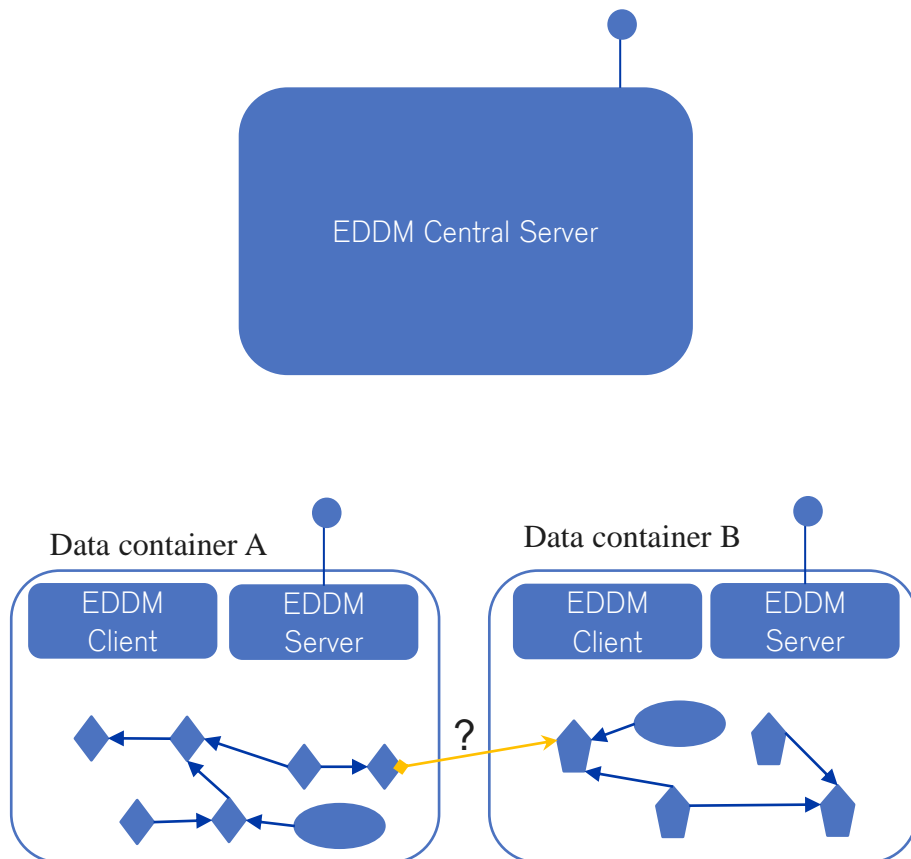 EDDM Central Server
Data container A
Data container B
EDDM
Client
EDDM
Server
EDDM
Client
EDDM
Server
?